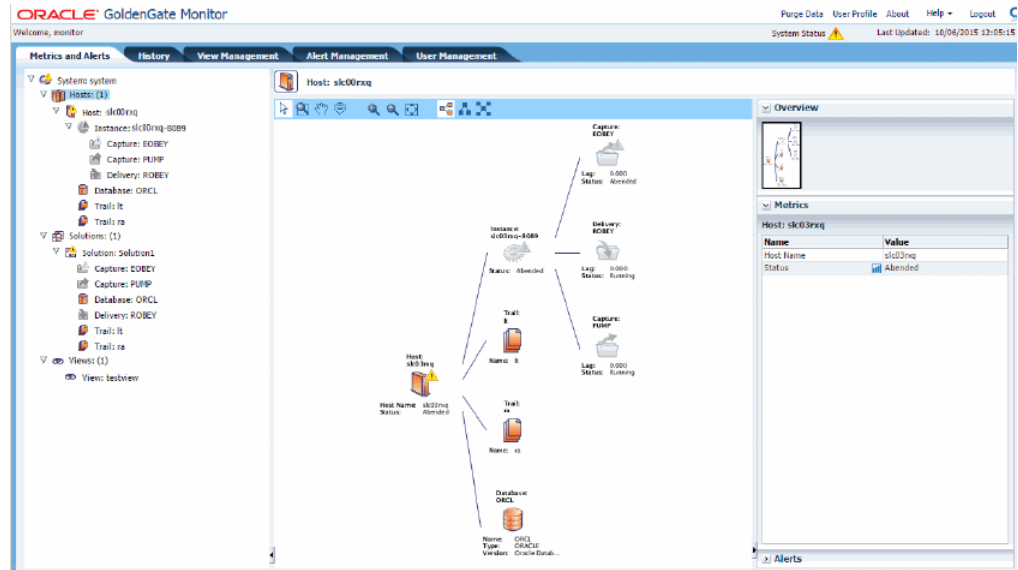 ORACLE GoldenGate Monitor
Purge Data User Profile About Help Logout
Welcome, monitor
System Status Last Updated: 10/06/2015 12:05:15
Metrics and Alerts History View Management Alert Management User Management
System: system
Hosts: (1)
Host: slc00rxq
Instance: slc00rxq-8089
Capture: EOBEY
Capture: PUMP
Delivery: ROBEY
Database: ORCL
Trail: lt
Trail: ra
Solutions: (1)
Solution: Solution1
Capture: EOBEY
Capture: PUMP
Database: ORCL
Delivery: ROBEY
Trail: lt
Trail: ra
Views: (1)
View: testview
Host: slc00rxq
Capture:
EOBEY
Lag: 0.000
Status: Abended
Instance:
slc03rxq-8089
Status: Abended
Delivery:
ROBEY
Lag: 0.000
Status: Running
Trail:
lt
Name: lt
Capture:
PUMP
Lag: 0.000
Status: Running
Host:
slc03rxq
Host Name:
Status: Abended
Trail:
ra
Name: ra
Database:
ORCL
Name: ORCL
Type: ORACLE
Version: Oracle Datab...
Overview
Metrics
Host: slc03rxq
Name Value
Host Name slc03rxq
Status Abended
Alerts